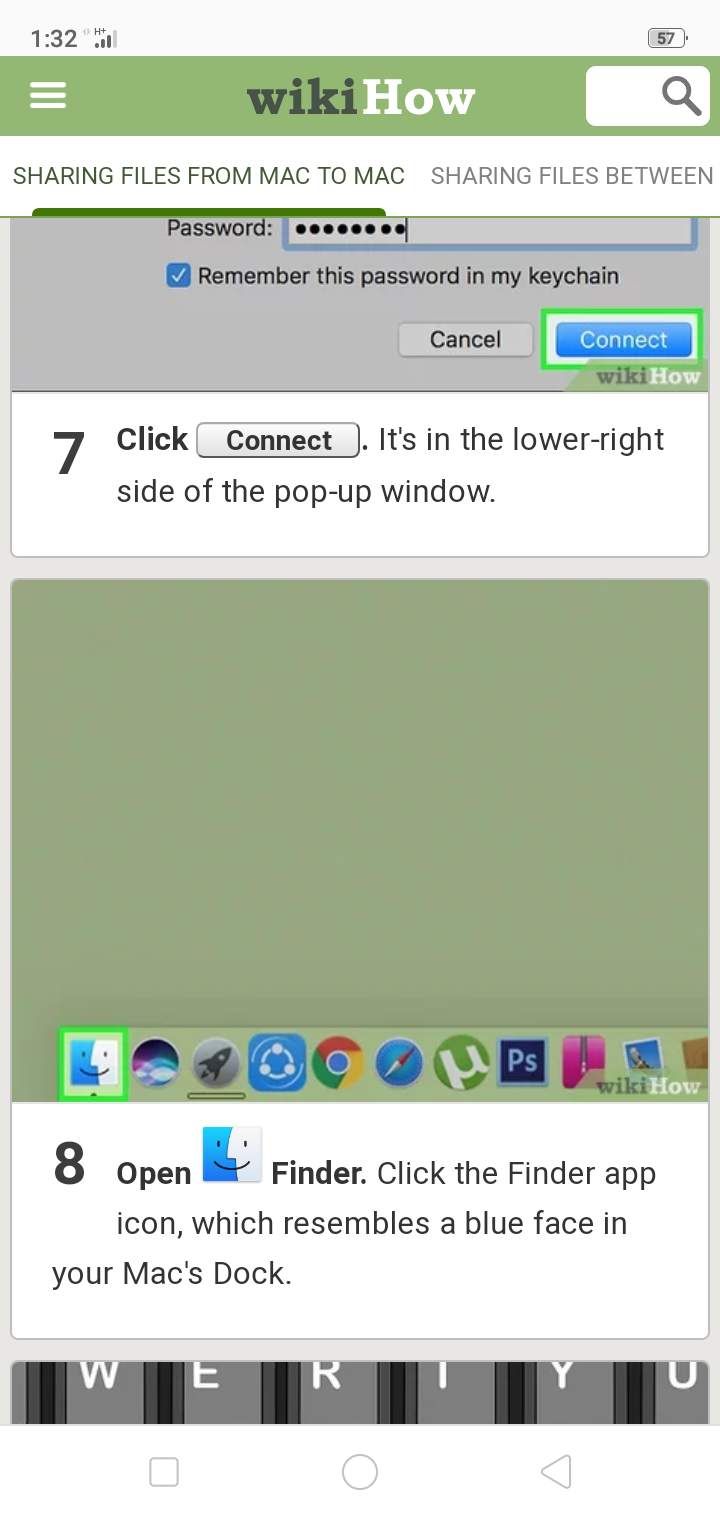 1:32 H+ 57
wikiHow
SHARING FILES FROM MAC TO MAC SHARING FILES BETWEEN
Password: ••••••••
Remember this password in my keychain
Cancel Connect
wikiHow
7 Click Connect. It's in the lower-right
side of the pop-up window.
Ps
wikiHow
8 Open Finder. Click the Finder app
icon, which resembles a blue face in
your Mac's Dock.
W E R T Y U